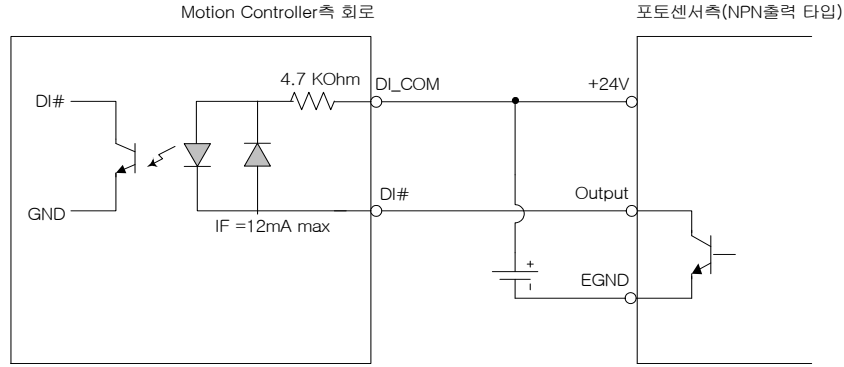 Motion Controller측 회로
포토센서측(NPN출력 타입)
4.7 KOhm
DI_COM
+24V
DI#
DI#
Output
GND
IF =12mA max
+
EGND
-